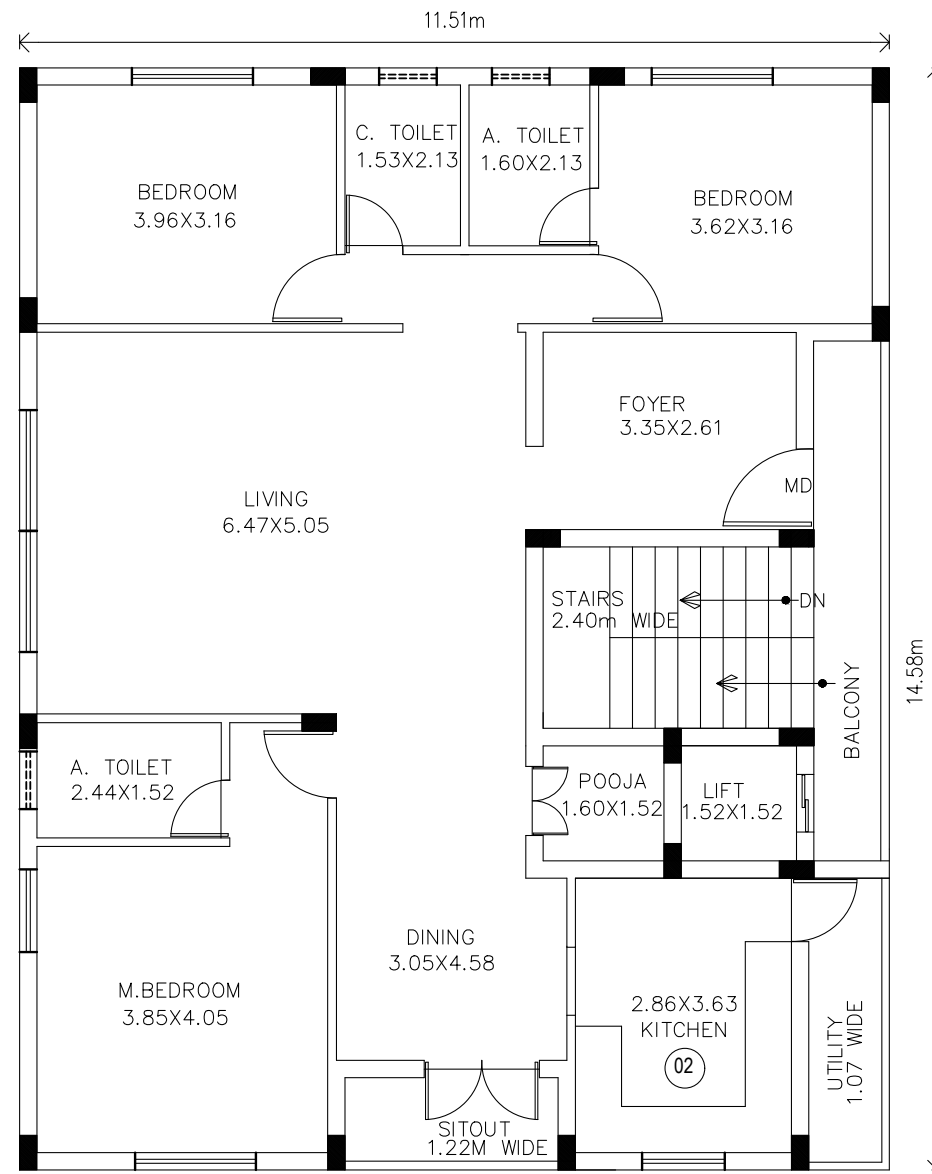 11.51m
C. TOILET
1.53X2.13
A. TOILET
1.60X2.13
BEDROOM
3.96X3.16
BEDROOM
3.62X3.16
FOYER
3.35X2.61
MD
LIVING
6.47X5.05
STAIRS
2.40m WIDE
DN
BALCONY
14.58m
A. TOILET
2.44X1.52
POOJA
1.60X1.52
LIFT
1.52X1.52
DINING
3.05X4.58
M.BEDROOM
3.85X4.05
2.86X3.63
KITCHEN
02
UTILITY
1.07 WIDE
SITOUT
1.22M WIDE